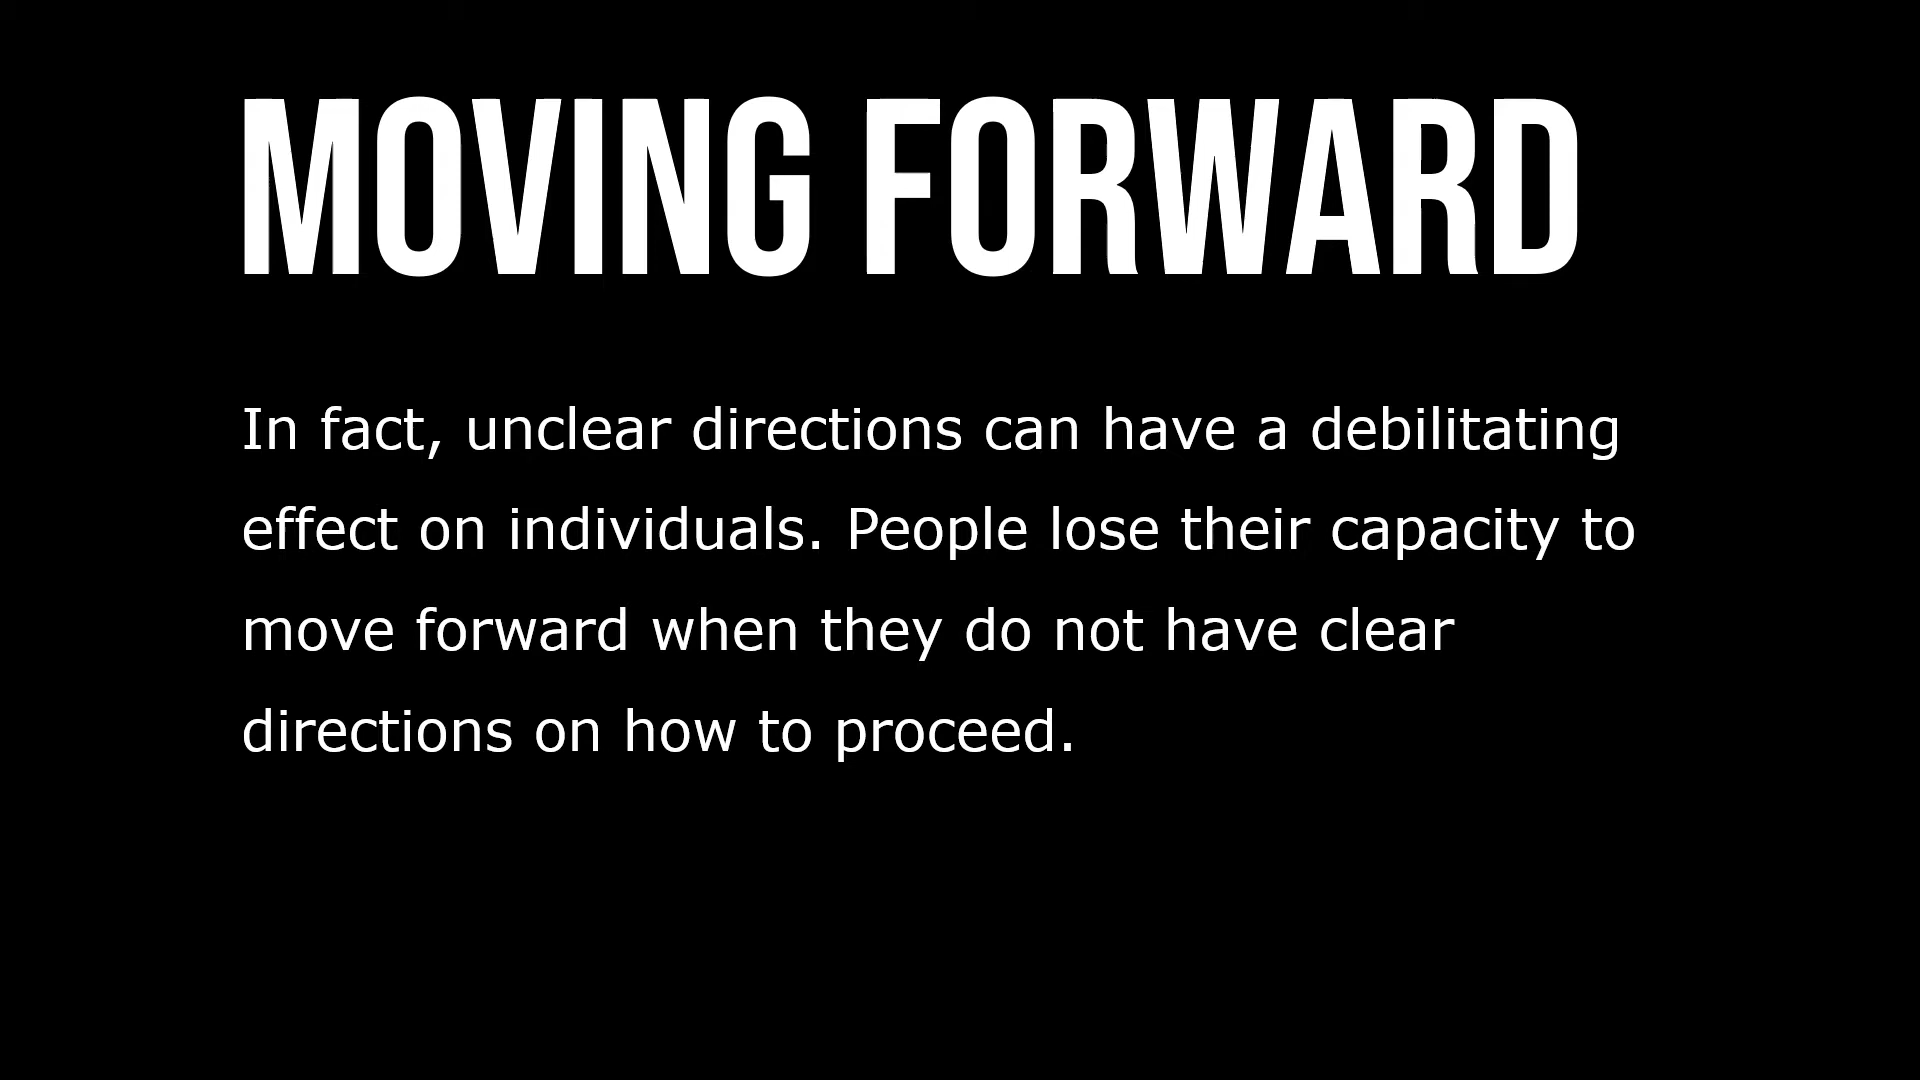 MOVING FORWARD
In fact, unclear directions can have a debilitating
effect on individuals. People lose their capacity to
move forward when they do not have clear
directions on how to proceed.